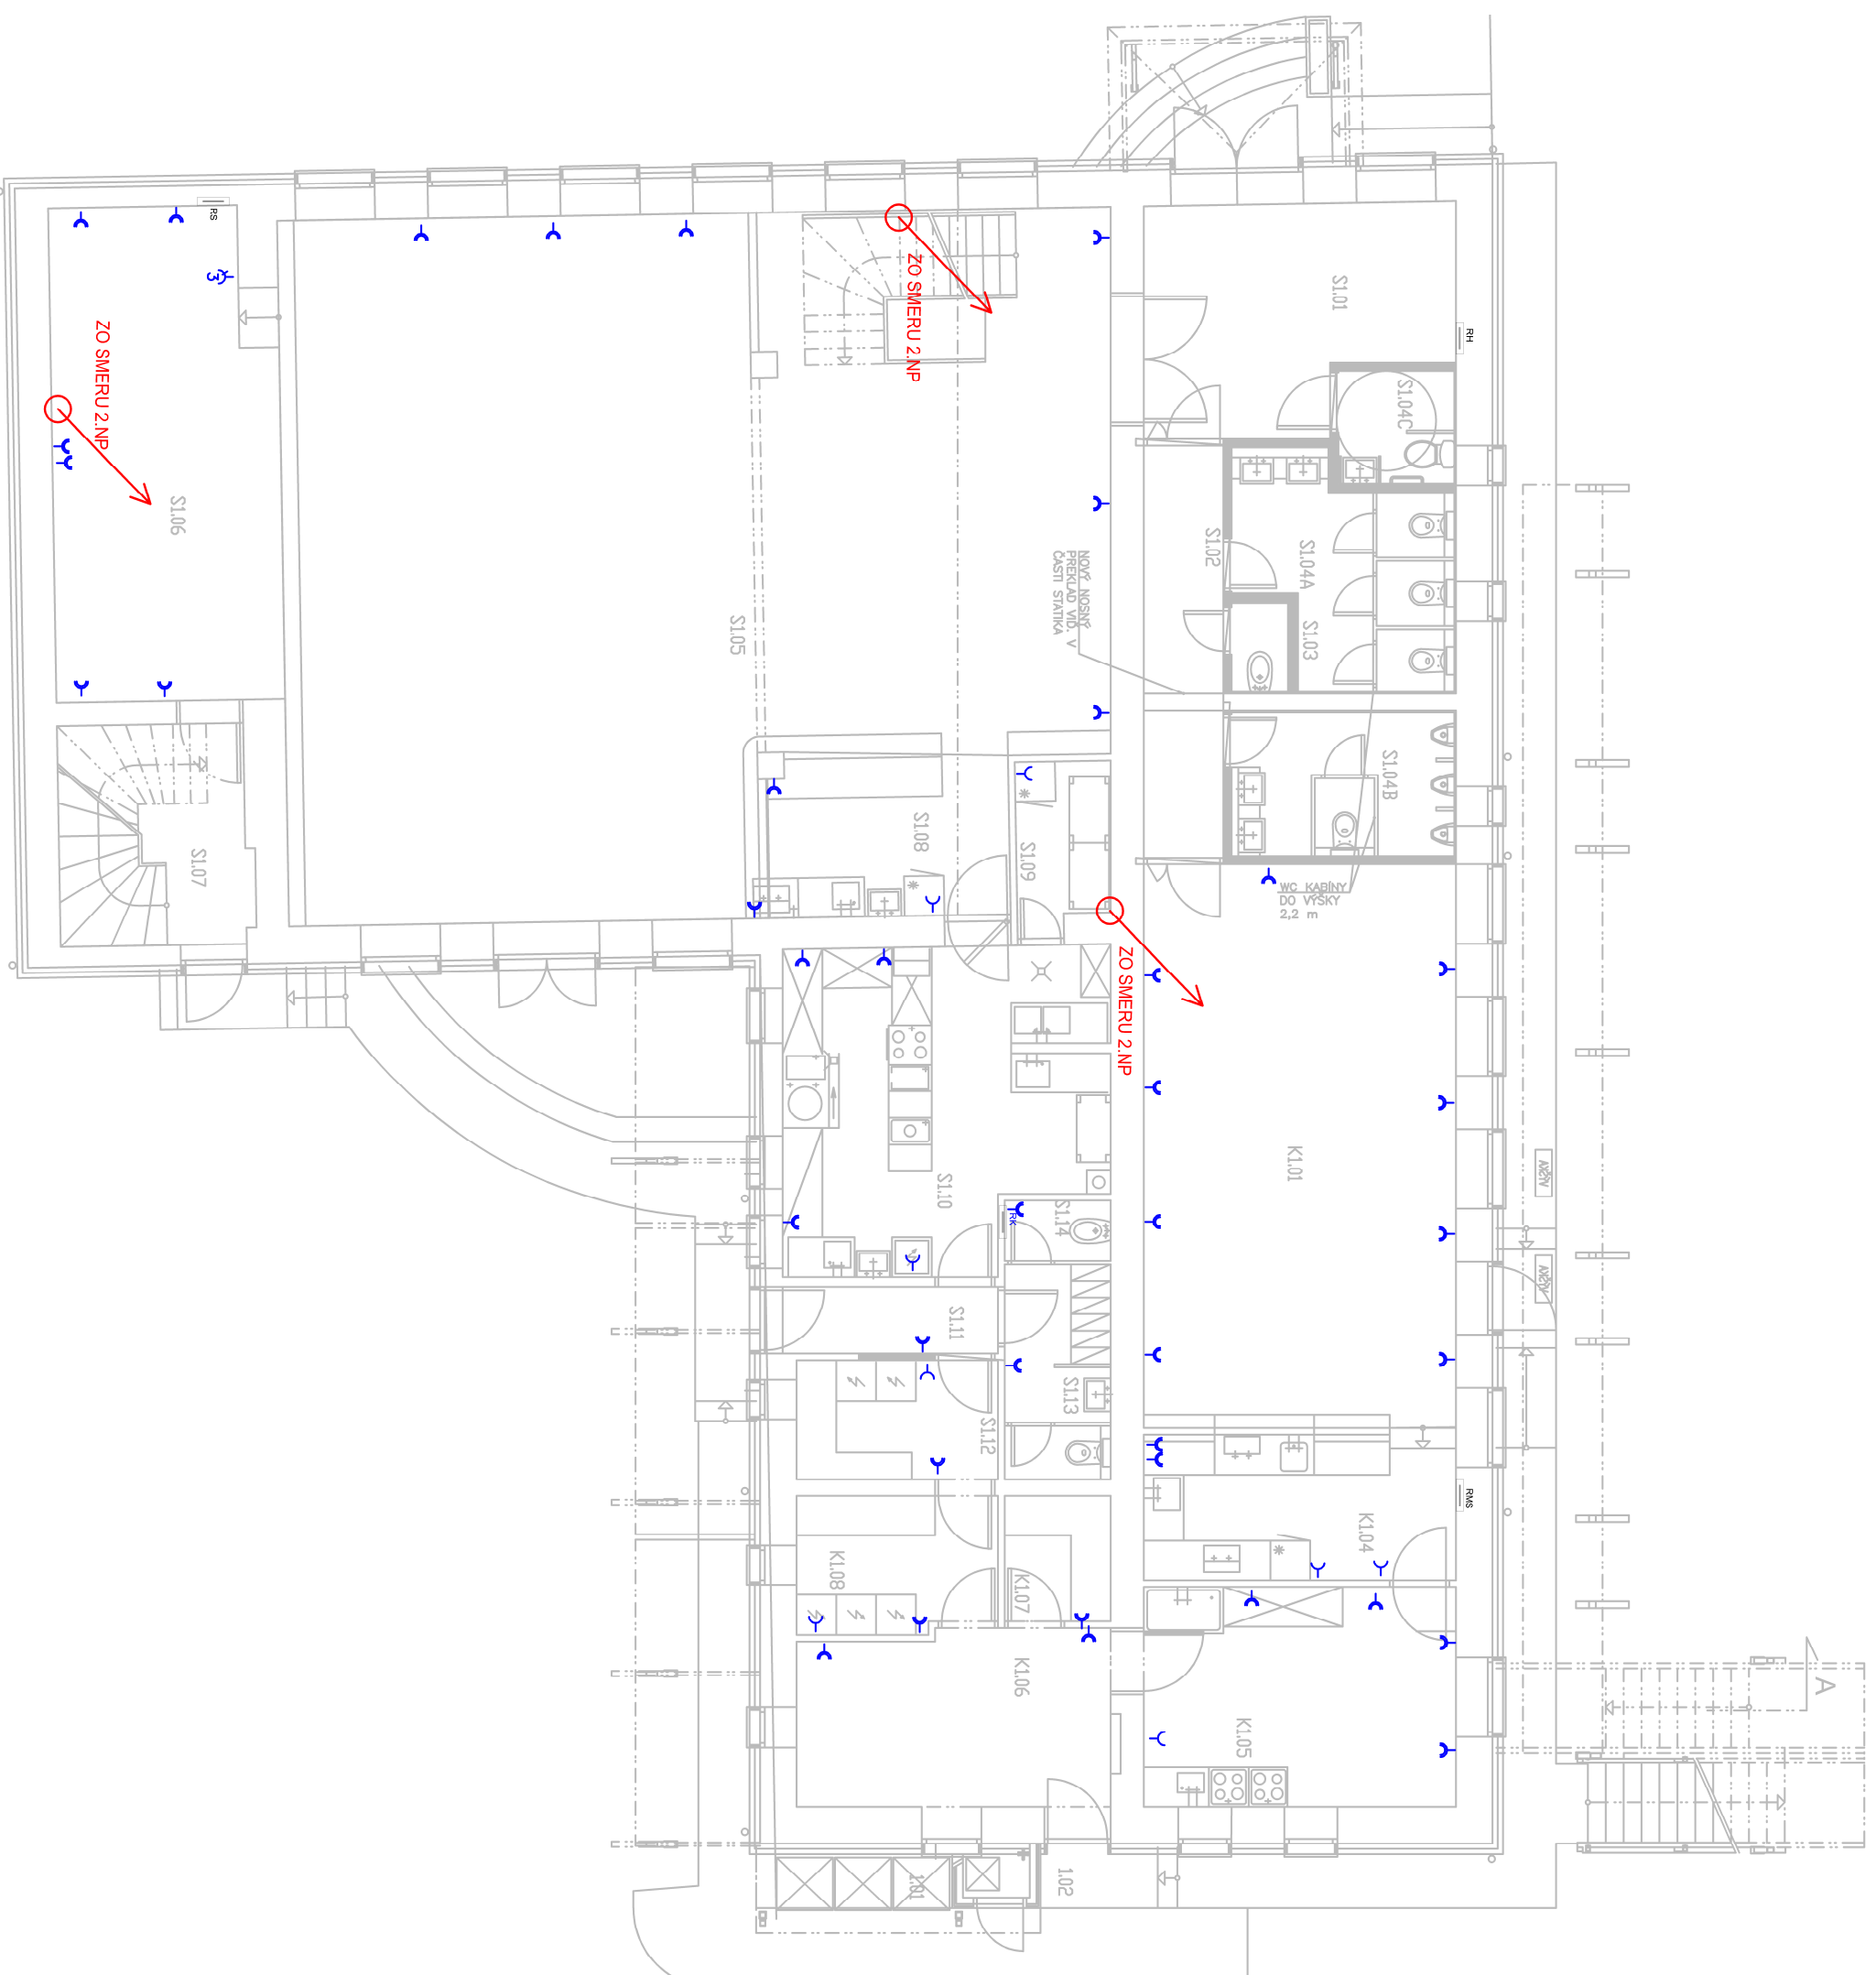 RS
RH
S1.01
S1.04C
3
ZO SMERU 2.NP
ZO SMERU 2.NP
S1.06
S1.02
S1.04A
NOVÝ NOSNÝ
PREKLAD VID. V
ČASTI STATIKA
S1.03
S1.05
S1.04B
S1.08
S1.09
S1.07
WC KABÍNY
DO VÝŠKY
2,2 m
ZO SMERU 2.NP
K1.01
S1.10
S1.14
RK
S1.11
S1.13
S1.12
RMS
K1.04
K1.08
K1.07
K1.06
K1.05
A
1.01
1.02